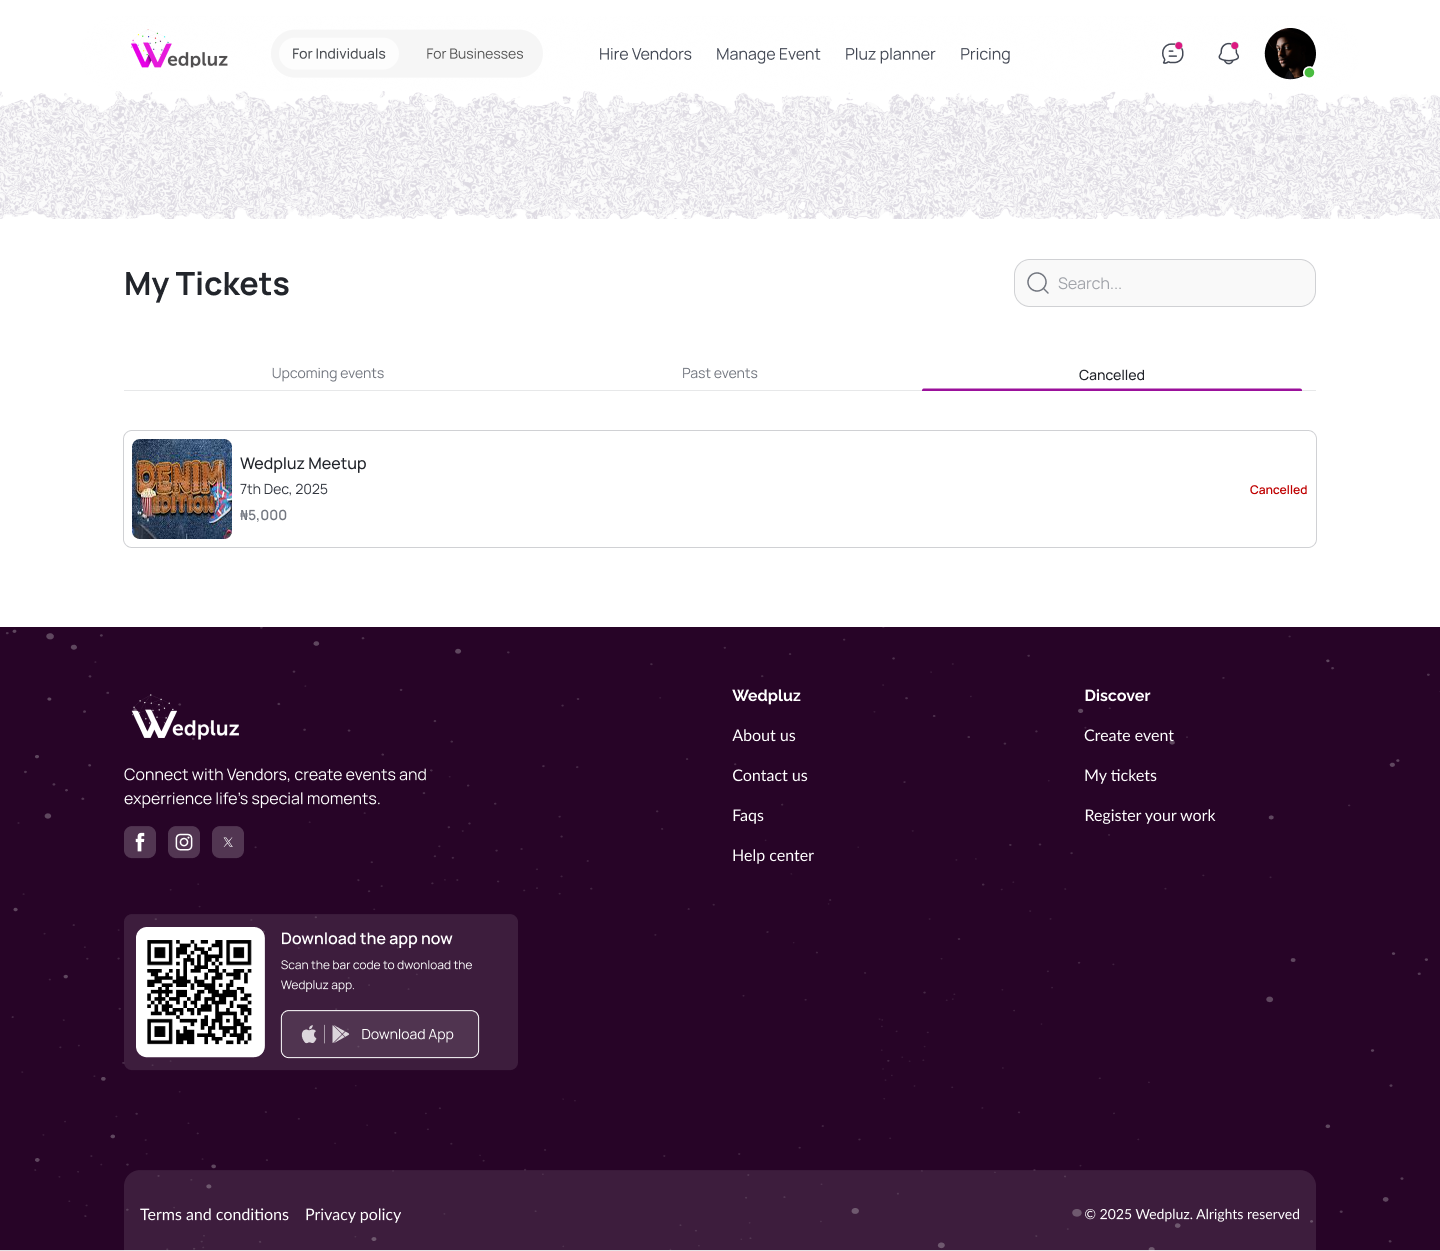 Wedpluz
For Individuals
For Businesses
Hire Vendors
Manage Event
Pluz planner
Pricing
My Tickets
Search...
Upcoming events
Past events
Cancelled
DENIM
EDITION
Wedpluz Meetup
7th Dec, 2025
₦5,000
Cancelled
Wedpluz
Connect with Vendors, create events and
experrience life's special moments.
Download the app now
Scan the bar code to dwonload the
Wedpluz app.
Download App
Wedpluz
About us
Contact us
Faqs
Help center
Discover
Create event
My tickets
Register your work
Terms and conditions
Privacy policy
© 2025 Wedpluz. Alrights reserved